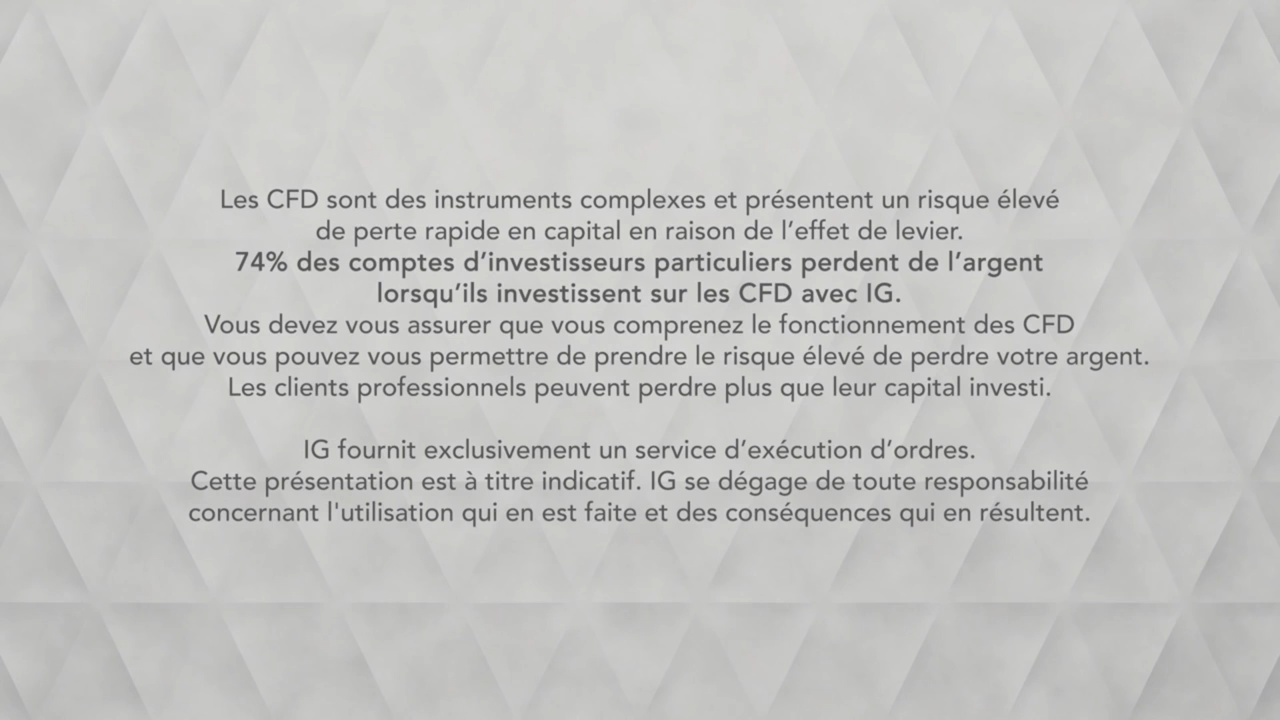 Les CFD sont des instruments complexes et présentent un risque élevé
de perte rapide en capital en raison de l’effet de levier.
74% des comptes d’investisseurs particuliers perdent de l’argent
lorsqu’ils investissent sur les CFD avec IG.
Vous devez vous assurer que vous comprenez le fonctionnement des CFD
et que vous pouvez vous permettre de prendre le risque élevé de perdre votre argent.
Les clients professionnels peuvent perdre plus que leur capital investi.
IG fournit exclusivement un service d’exécution d’ordres.
Cette présentation est à titre indicatif. IG se dégage de toute responsabilité
concernant l'utilisation qui en est faite et des conséquences qui en résultent.